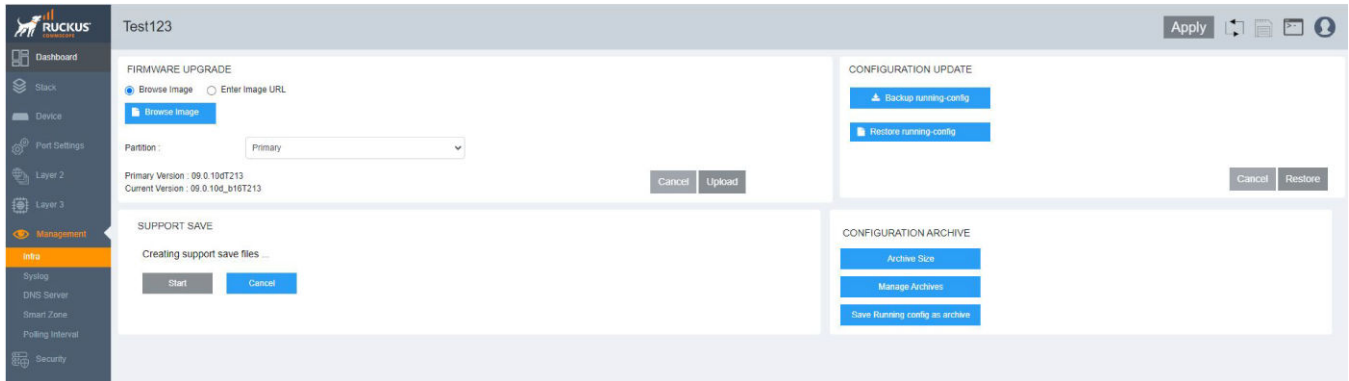 RUCKUS
COMMSCOPE
Test123
Apply
Dashboard
Stack
Device
Port Settings
Layer 2
Layer 3
Management
Infra
Syslog
DNS Server
Smart Zone
Polling Interval
Security
FIRMWARE UPGRADE
Browse Image Enter Image URL
Browse Image
Partition : Primary
Primary Version : 09.0.10dT213
Current Version : 09.0.10d_b16T213
Cancel Upload
CONFIGURATION UPDATE
Backup running-config
Restore running-config
Cancel Restore
SUPPORT SAVE
Creating support save files ...
Start Cancel
CONFIGURATION ARCHIVE
Archive Size
Manage Archives
Save Running config as archive